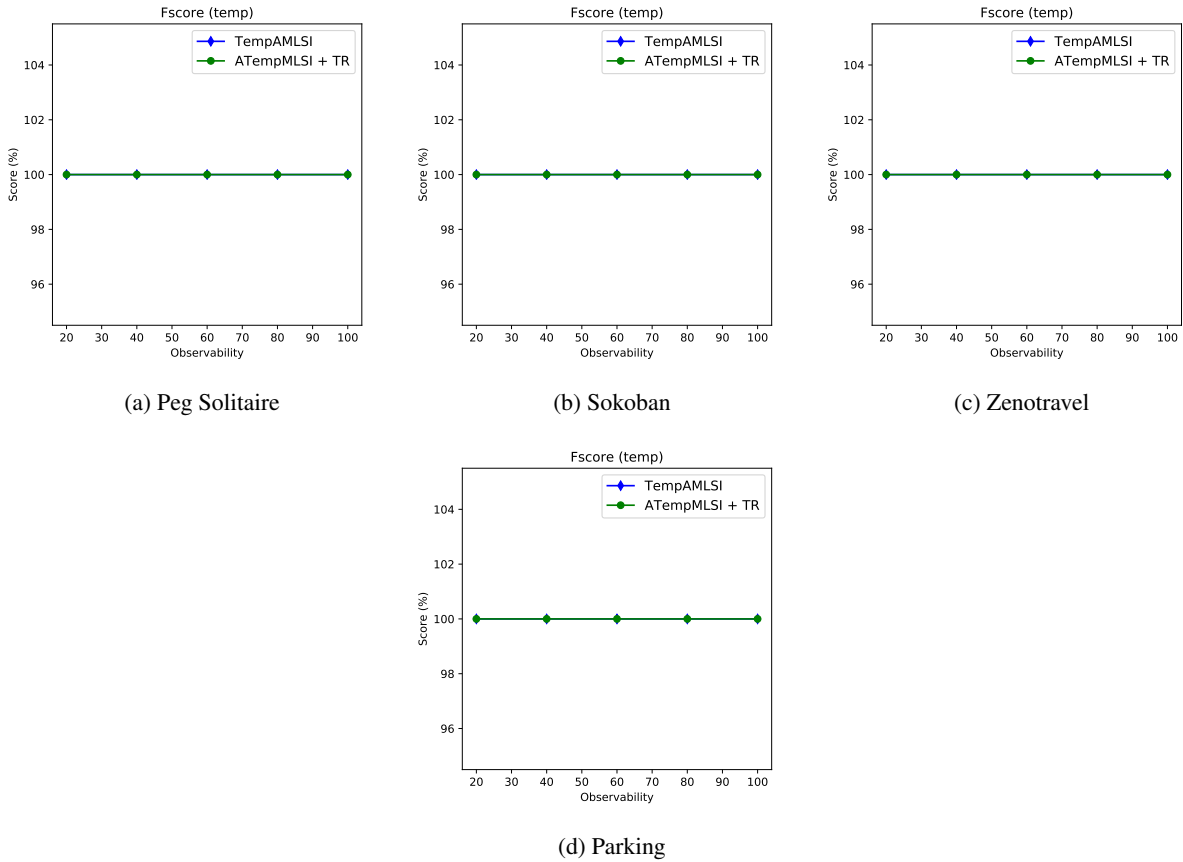 Fscore (temp)
TempAMLSI
ATempMLSI + TR
104
102
100
98
96
Score (%)
20 30 40 50 60 70 80 90 100
Observability
(a) Peg Solitaire
Fscore (temp)
TempAMLSI
ATempMLSI + TR
104
102
100
98
96
Score (%)
20 30 40 50 60 70 80 90 100
Observability
(b) Sokoban
Fscore (temp)
TempAMLSI
ATempMLSI + TR
104
102
100
98
96
Score (%)
20 30 40 50 60 70 80 90 100
Observability
(c) Zenotravel
Fscore (temp)
TempAMLSI
ATempMLSI + TR
104
102
100
98
96
Score (%)
20 30 40 50 60 70 80 90 100
Observability
(d) Parking